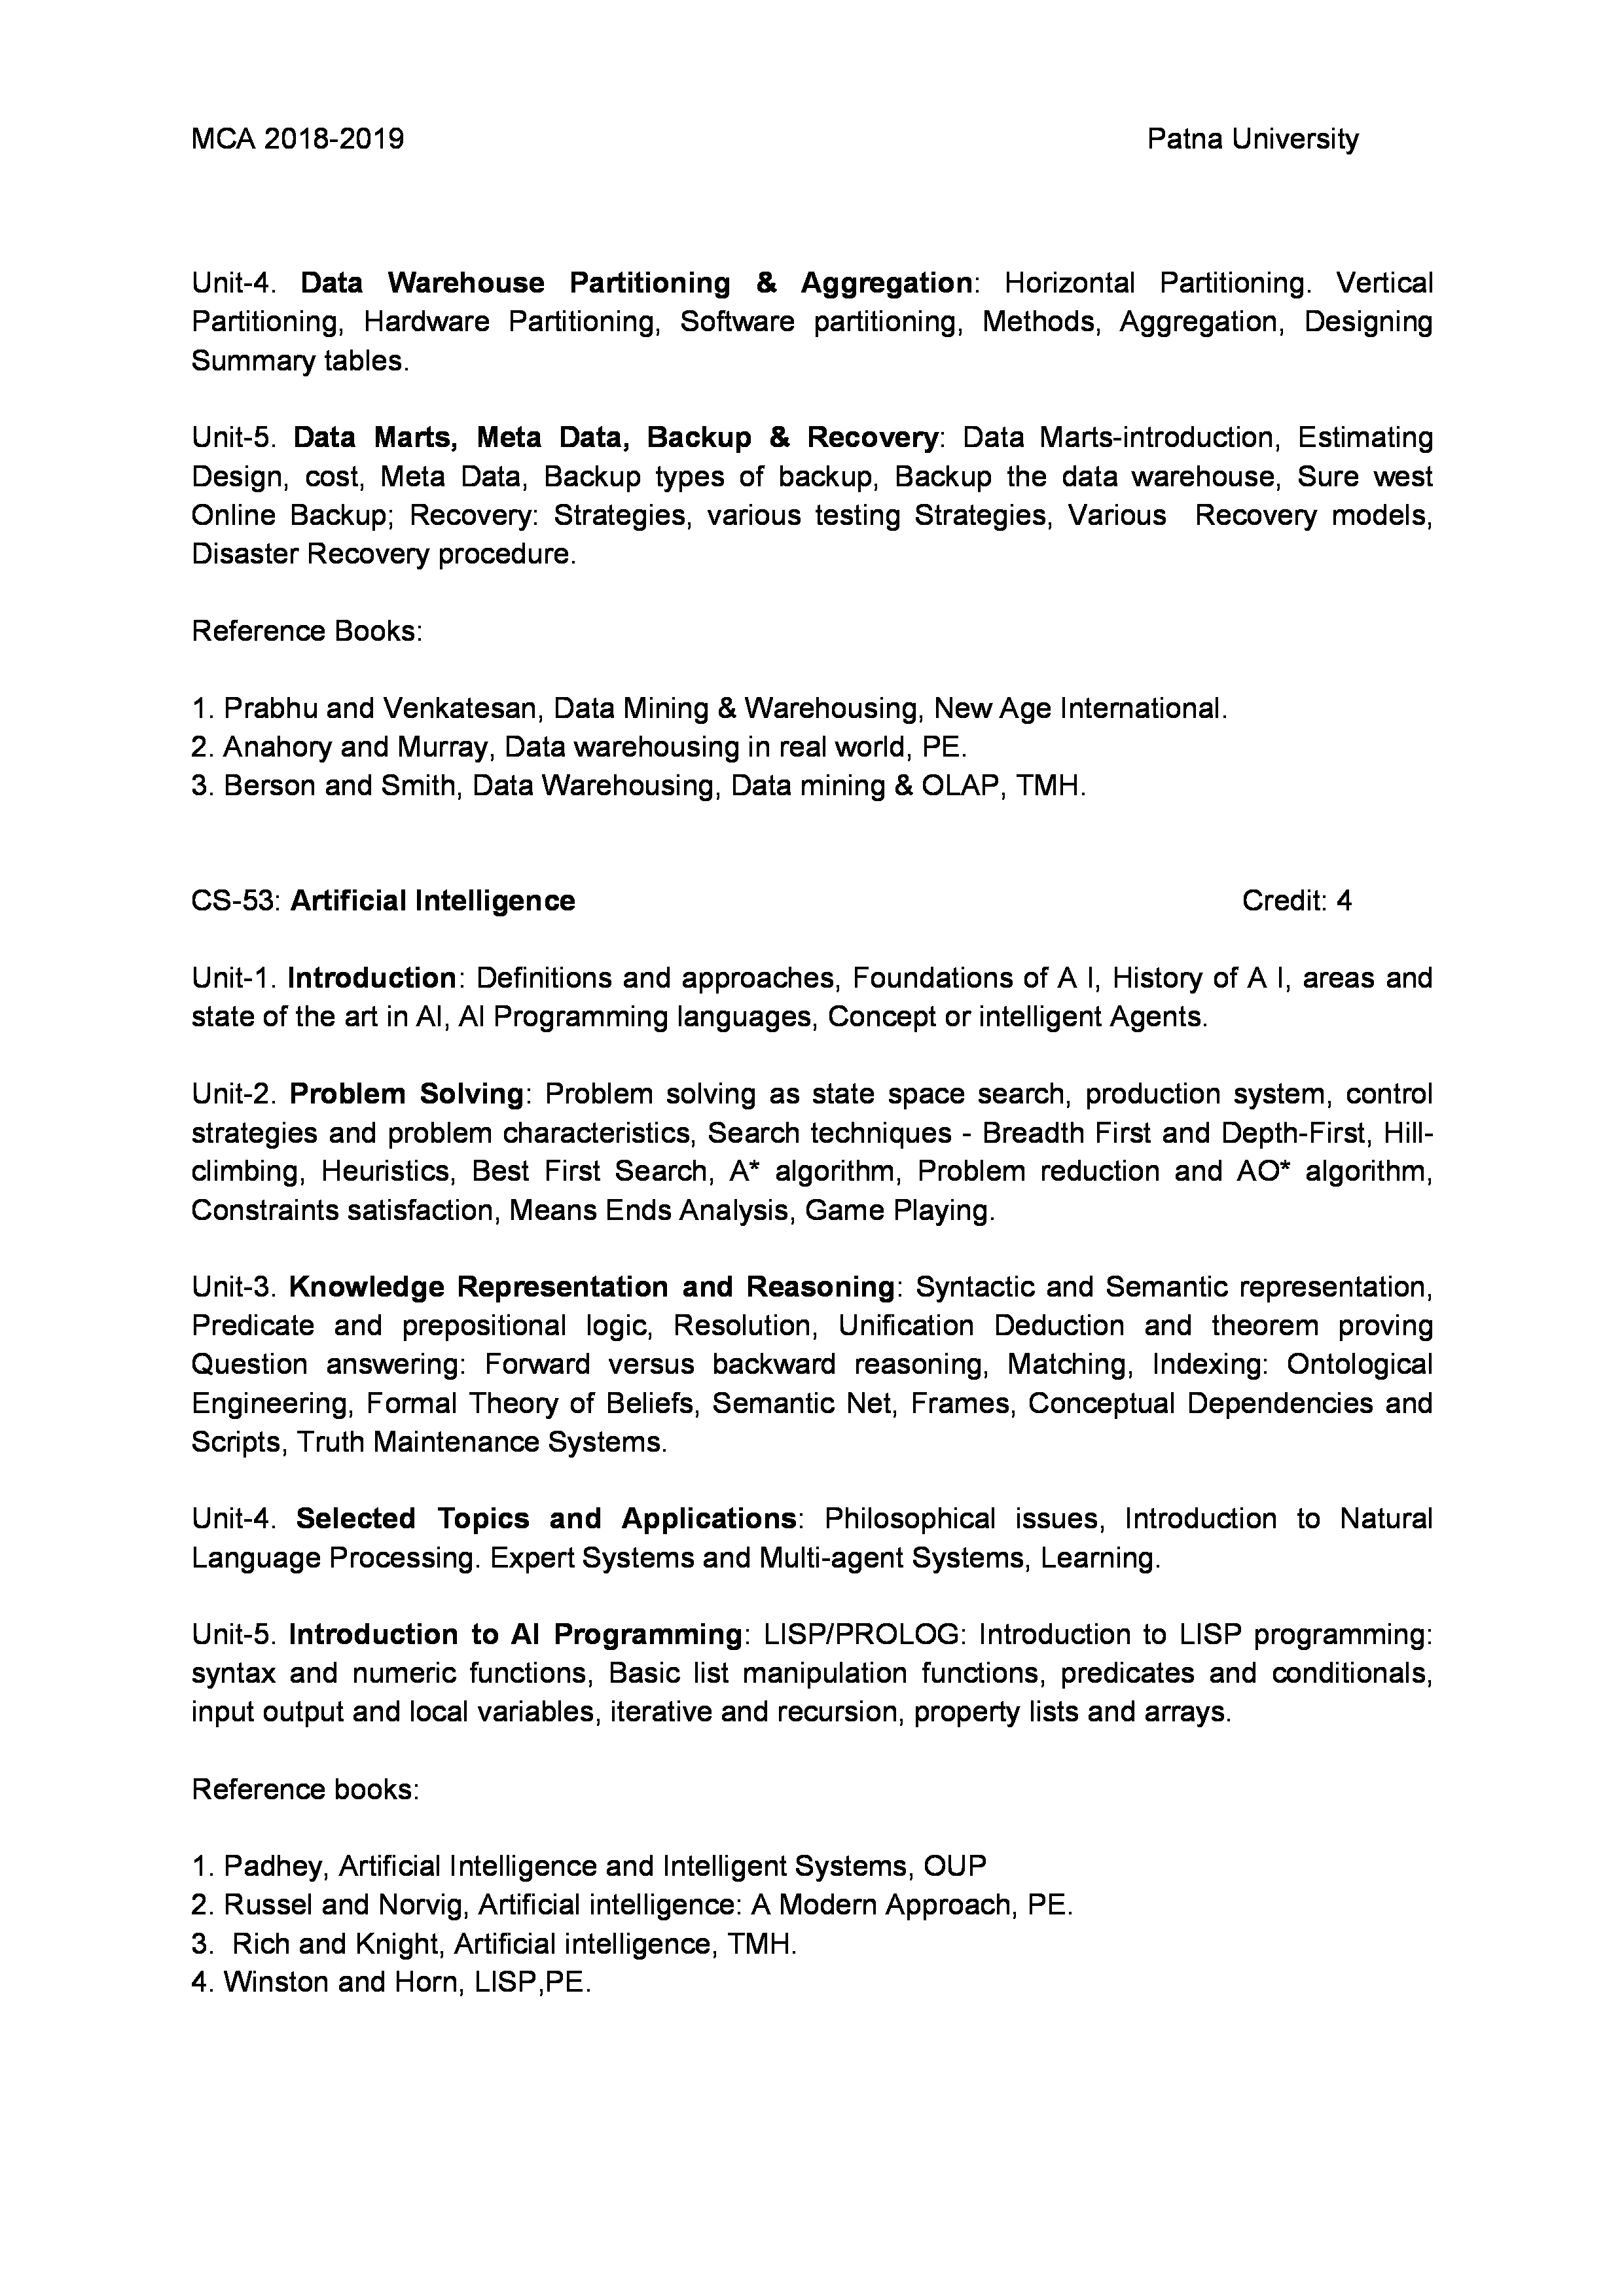 MCA 2018-2019 Patna University
Unit-4. Data Warehouse Partitioning & Aggregation: Horizontal Partitioning. Vertical
Partitioning, Hardware Partitioning, Software partitioning, Methods, Aggregation, Designing
Summary tables.
Unit-5. Data Marts, Meta Data, Backup & Recovery: Data Marts-introduction, Estimating
Design, cost, Meta Data, Backup types of backup, Backup the data warehouse, Sure west
Online Backup; Recovery: Strategies, various testing Strategies, Various Recovery models,
Disaster Recovery procedure.
Reference Books:
1. Prabhu and Venkatesan, Data Mining & Warehousing, New Age International.
2. Anahory and Murray, Data warehousing in real world, PE.
3. Berson and Smith, Data Warehousing, Data mining & OLAP, TMH.
CS-53: Artificial Intelligence Credit: 4
Unit-1. Introduction: Definitions and approaches, Foundations of A I, History of A I, areas and
state of the art in AI, AI Programming languages, Concept or intelligent Agents.
Unit-2. Problem Solving: Problem solving as state space search, production system, control
strategies and problem characteristics, Search techniques - Breadth First and Depth-First, Hill-
climbing, Heuristics, Best First Search, A* algorithm, Problem reduction and AO* algorithm,
Constraints satisfaction, Means Ends Analysis, Game Playing.
Unit-3. Knowledge Representation and Reasoning: Syntactic and Semantic representation,
Predicate and prepositional logic, Resolution, Unification Deduction and theorem proving
Question answering: Forward versus backward reasoning, Matching, Indexing: Ontological
Engineering, Formal Theory of Beliefs, Semantic Net, Frames, Conceptual Dependencies and
Scripts, Truth Maintenance Systems.
Unit-4. Selected Topics and Applications: Philosophical issues, Introduction to Natural
Language Processing. Expert Systems and Multi-agent Systems, Learning.
Unit-5. Introduction to AI Programming: LISP/PROLOG: Introduction to LISP programming:
syntax and numeric functions, Basic list manipulation functions, predicates and conditionals,
input output and local variables, iterative and recursion, property lists and arrays.
Reference books:
1. Padhey, Artificial Intelligence and Intelligent Systems, OUP
2. Russel and Norvig, Artificial intelligence: A Modern Approach, PE.
3. Rich and Knight, Artificial intelligence, TMH.
4. Winston and Horn, LISP,PE.